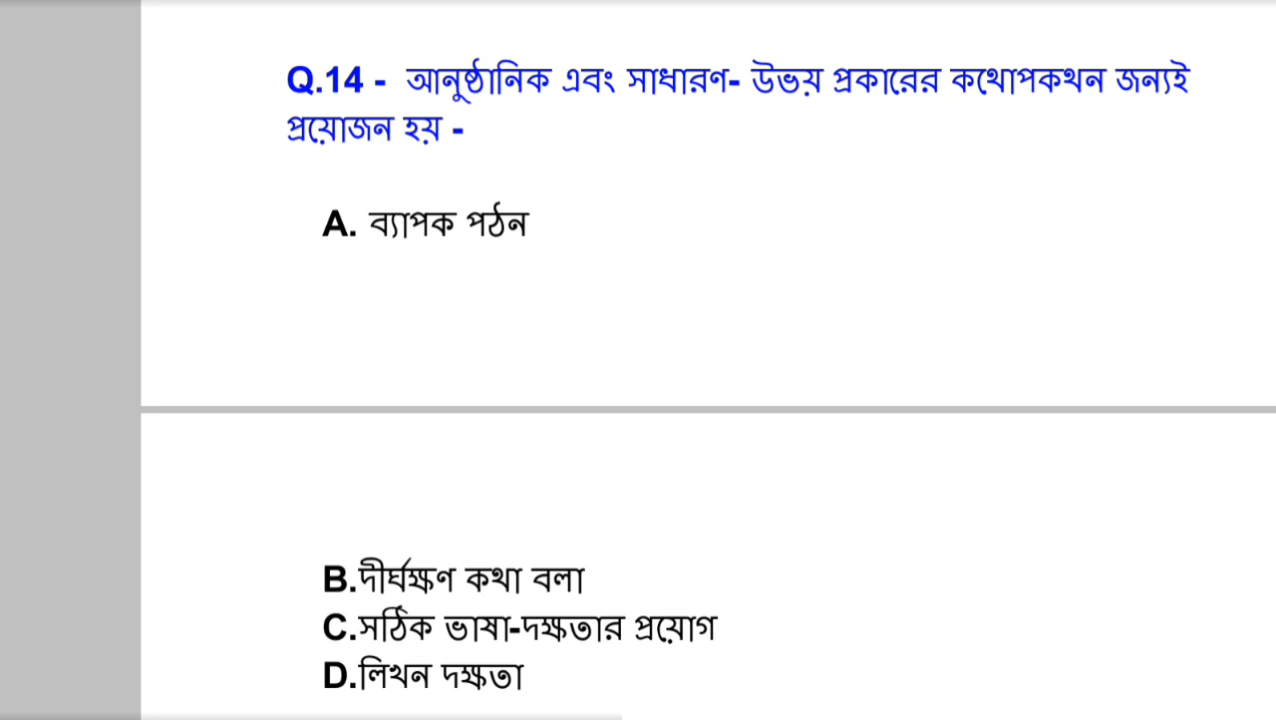 Q.14 - আনুষ্ঠানিক এবং সাধারণ- উভয় প্রকারের কথোপকথন জন্যই
প্রয়োজন হয় -
A. ব্যাপক পঠন
B.দীর্ঘক্ষণ কথা বলা
C.সঠিক ভাষা-দক্ষতার প্রয়োগ
D.লিখন দক্ষতা